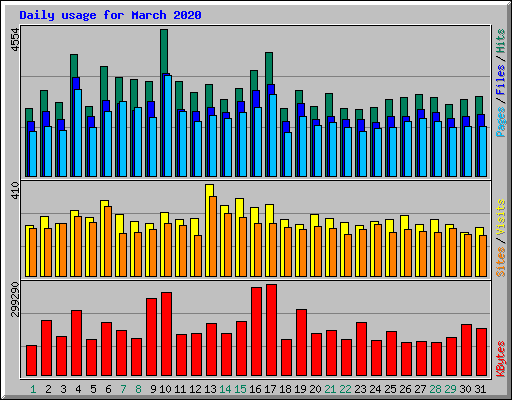 Daily usage for March 2020
4554
Pages / Files / Hits
410
Sites / Visits
299290
KBytes
1 2 3 4 5 6 7 8 9 10 11 12 13 14 15 16 17 18 19 20 21 22 23 24 25 26 27 28 29 30 31